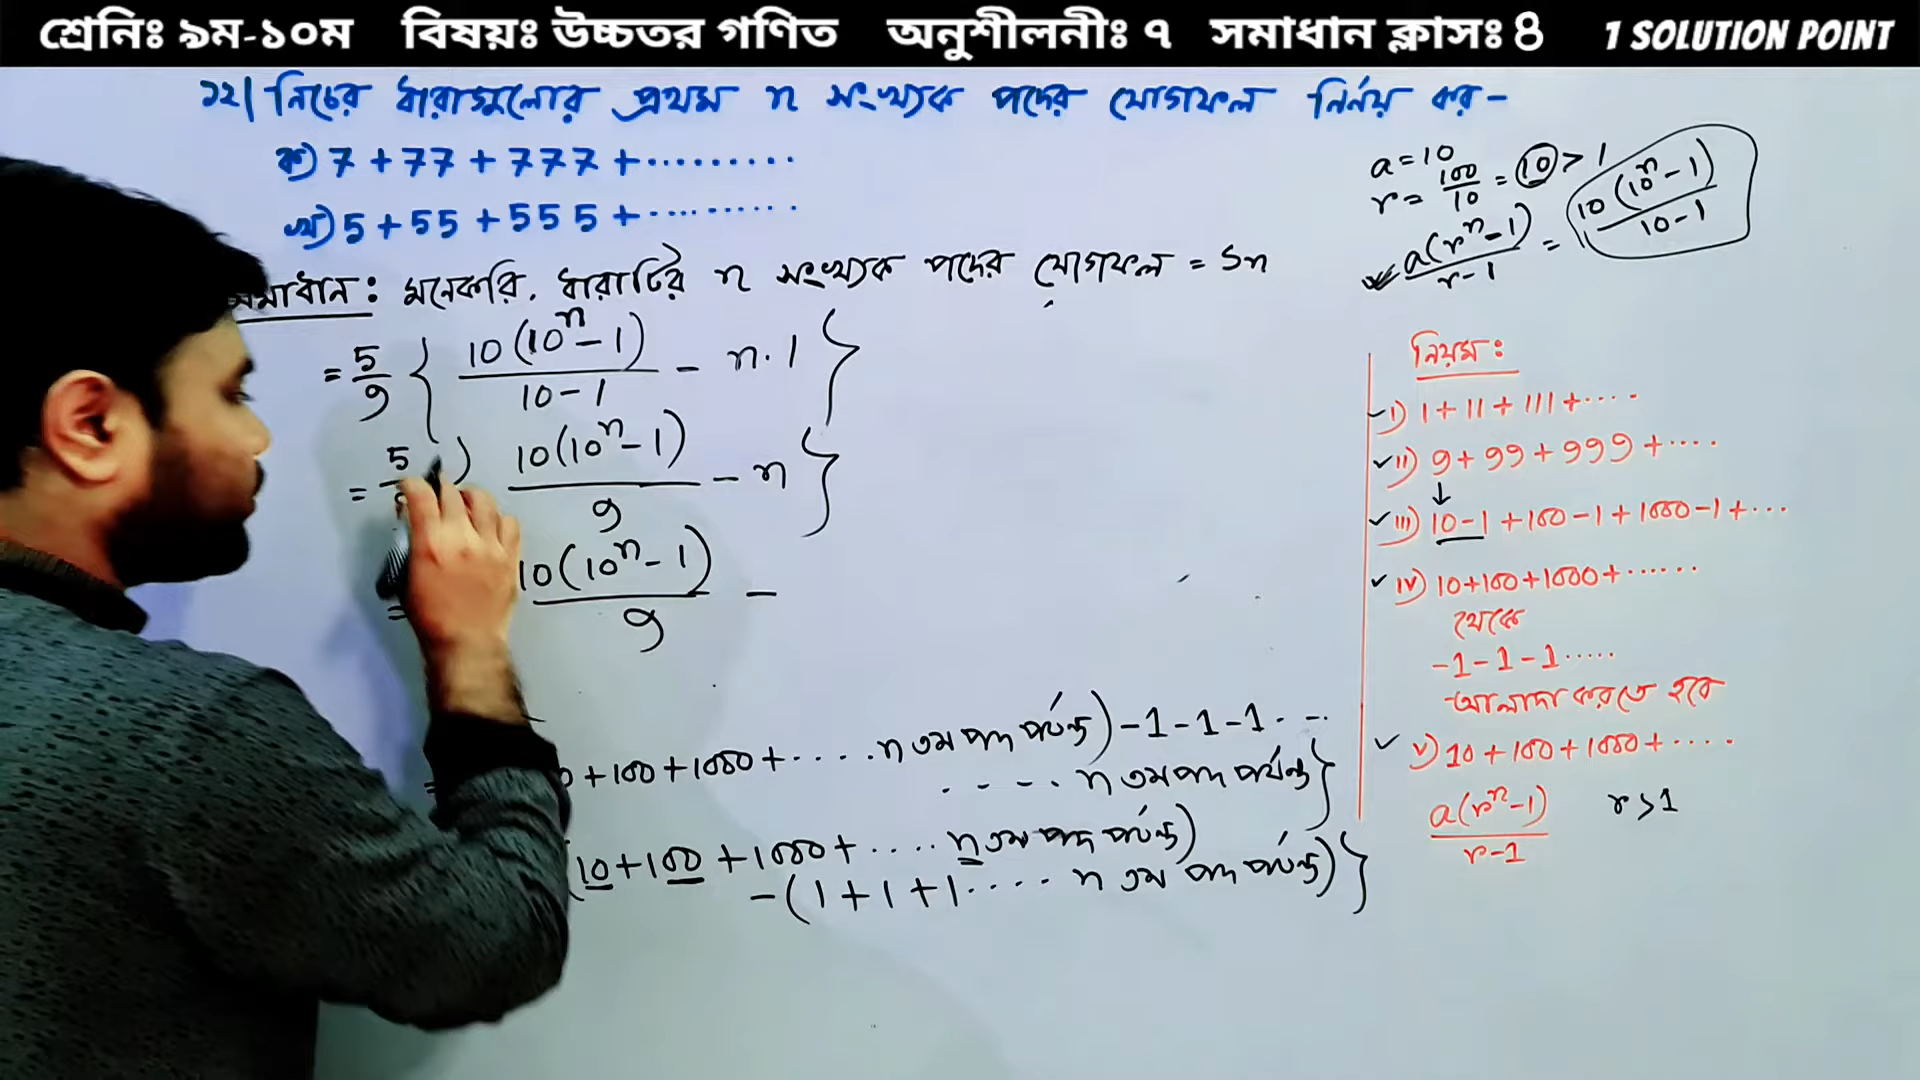 শ্রেনিঃ ৯ম-১০ম বিষয়ঃ উচ্চতর গণিত অনুশীলনীঃ ৭ সমাধান ক্লাসঃ 8 1 SOLUTION POINT
১২| নিচের ধারাগুলোর প্রথম n সংখ্যক পদের যোগফল নির্নয় কর-
ক) 7 + 77 + 777 + ·········
খ) 5 + 55 + 555 + ··········
সমাধান : মনেকরি, ধারাটির n সংখ্যক পদের যোগফল = Sn
= 5/9 { 10(10^n - 1)/(10 - 1) - n·1 }
= 5/9 10(10^n - 1)/9 - n }
= 10(10^n - 1)/9 -
+ 100 + 1000 + ···· n তম পদ পর্যন্ত) - 1 - 1 - 1 · - ·
· - - · n তম পদ পর্যন্ত}
(10 + 100 + 1000 + ···· n তম পদ পর্যন্ত)
- (1 + 1 + 1 ····· n তম পদ পর্যন্ত) }
a = 10
r = 100/10 = 10 > 1
a(r^n - 1)/(r - 1) = 10(10^n - 1)/(10 - 1)
নিয়ম :
i) 1 + 11 + 111 + ····
ii) 9 + 99 + 999 + ····
↓
iii) 10-1 + 100-1 + 1000-1 + ···
iv) 10 + 100 + 1000 + ······
থেকে
-1 - 1 - 1 ·····
আলাদা করতে হবে
v) 10 + 100 + 1000 + ····
a(r^n - 1)/(r - 1) r > 1